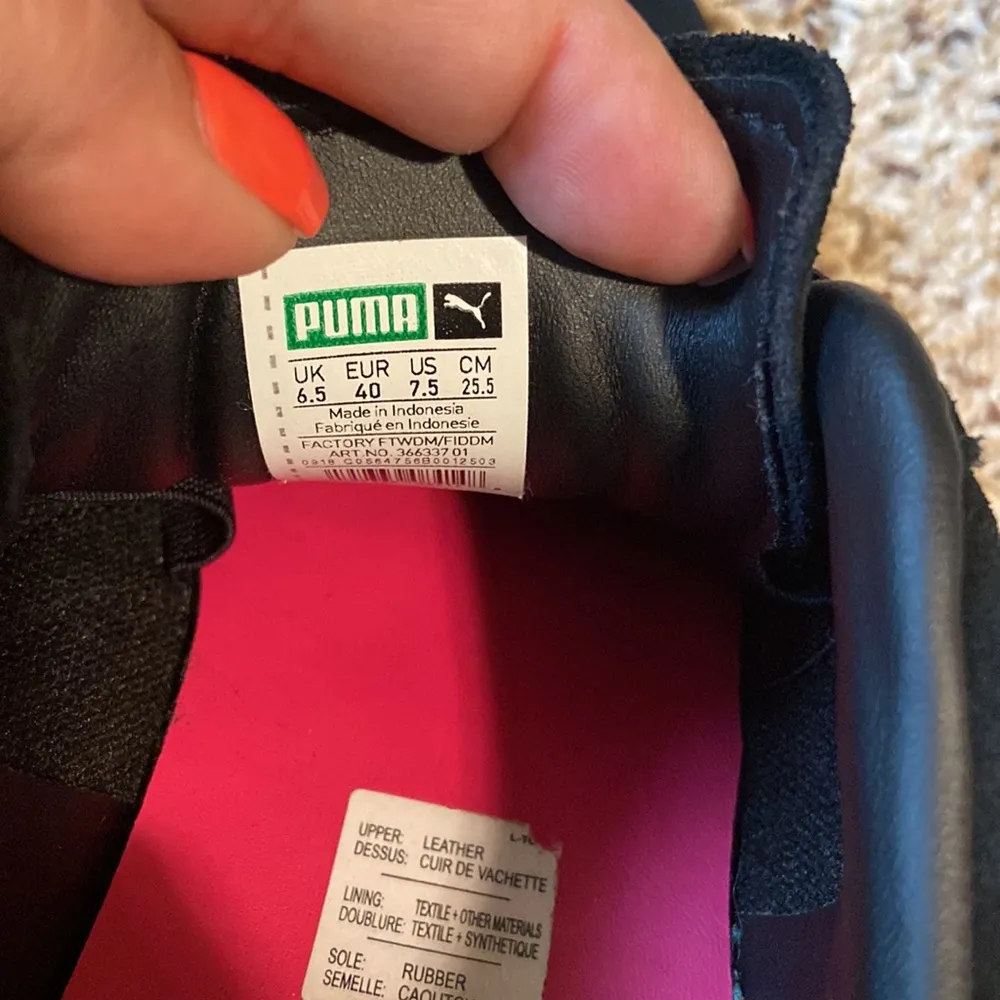 PUMA
UK EUR US CM
6.5 40 7.5 25.5
Made in Indonesia
Fabriqué en Indonesie
FACTORY FTWDM/FIDDM
ART.NO. 366337 01
0918 C0564756B0012503
UPPER: LEATHER
DESSUS: CUIR DE VACHETTE
LINING: TEXTILE + OTHER MATERIALS
DOUBLURE: TEXTILE + SYNTHETIQUE
SOLE: RUBBER
SEMELLE: